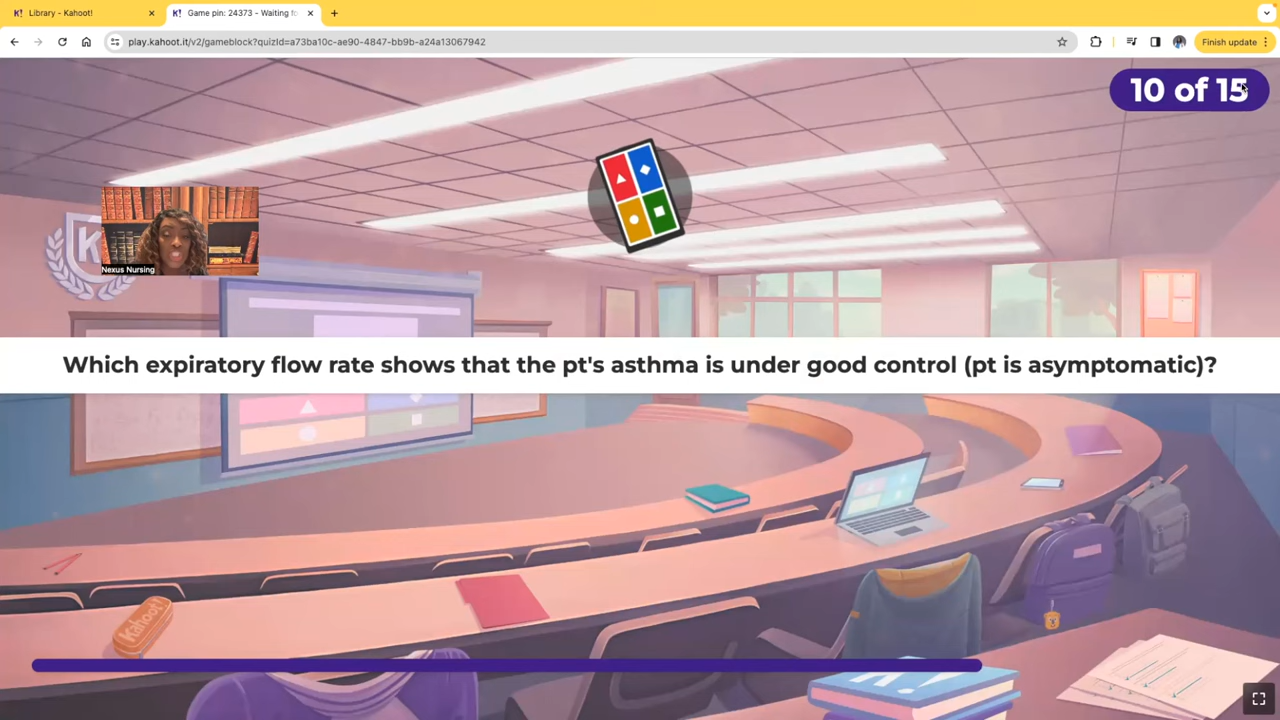 Library - Kahoot!
Game pin: 24373 - Waiting fo
play.kahoot.it/v2/gameblock?quizId=a73ba10c-ae90-4847-bb9b-a24a13067942
Finish update
10 of 15
K
Nexus Nursing
Which expiratory flow rate shows that the pt's asthma is under good control (pt is asymptomatic)?
Kahoot!